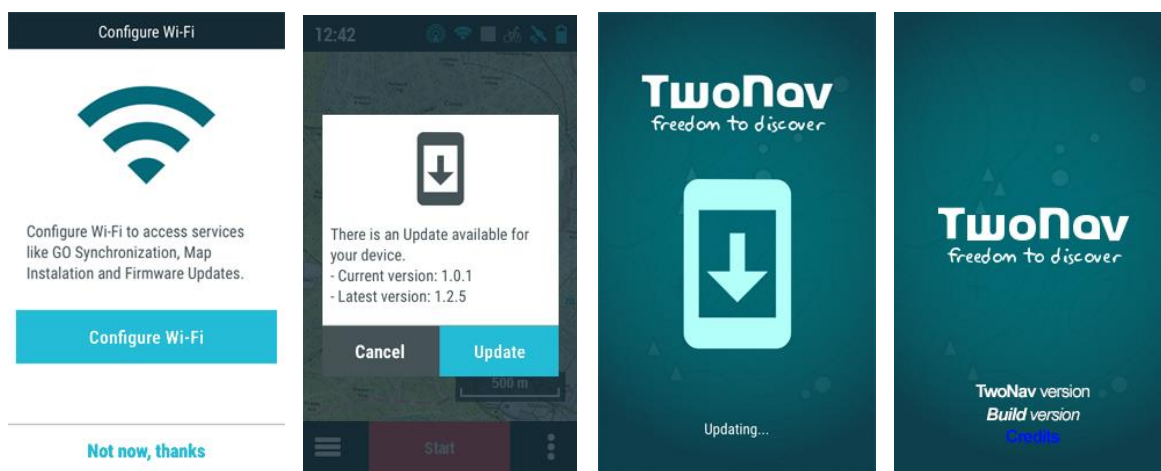 Configure Wi-Fi
Configure Wi-Fi to access services
like GO Synchronization, Map
Instalation and Firmware Updates.
Configure Wi-Fi
Not now, thanks
12:42
There is an Update available for
your device.
- Current version: 1.0.1
- Latest version: 1.2.5
Cancel
Update
500 m
Start
TwoNav
freedom to discover
Updating...
TwoNav
freedom to discover
TwoNav version
Build version
Credits